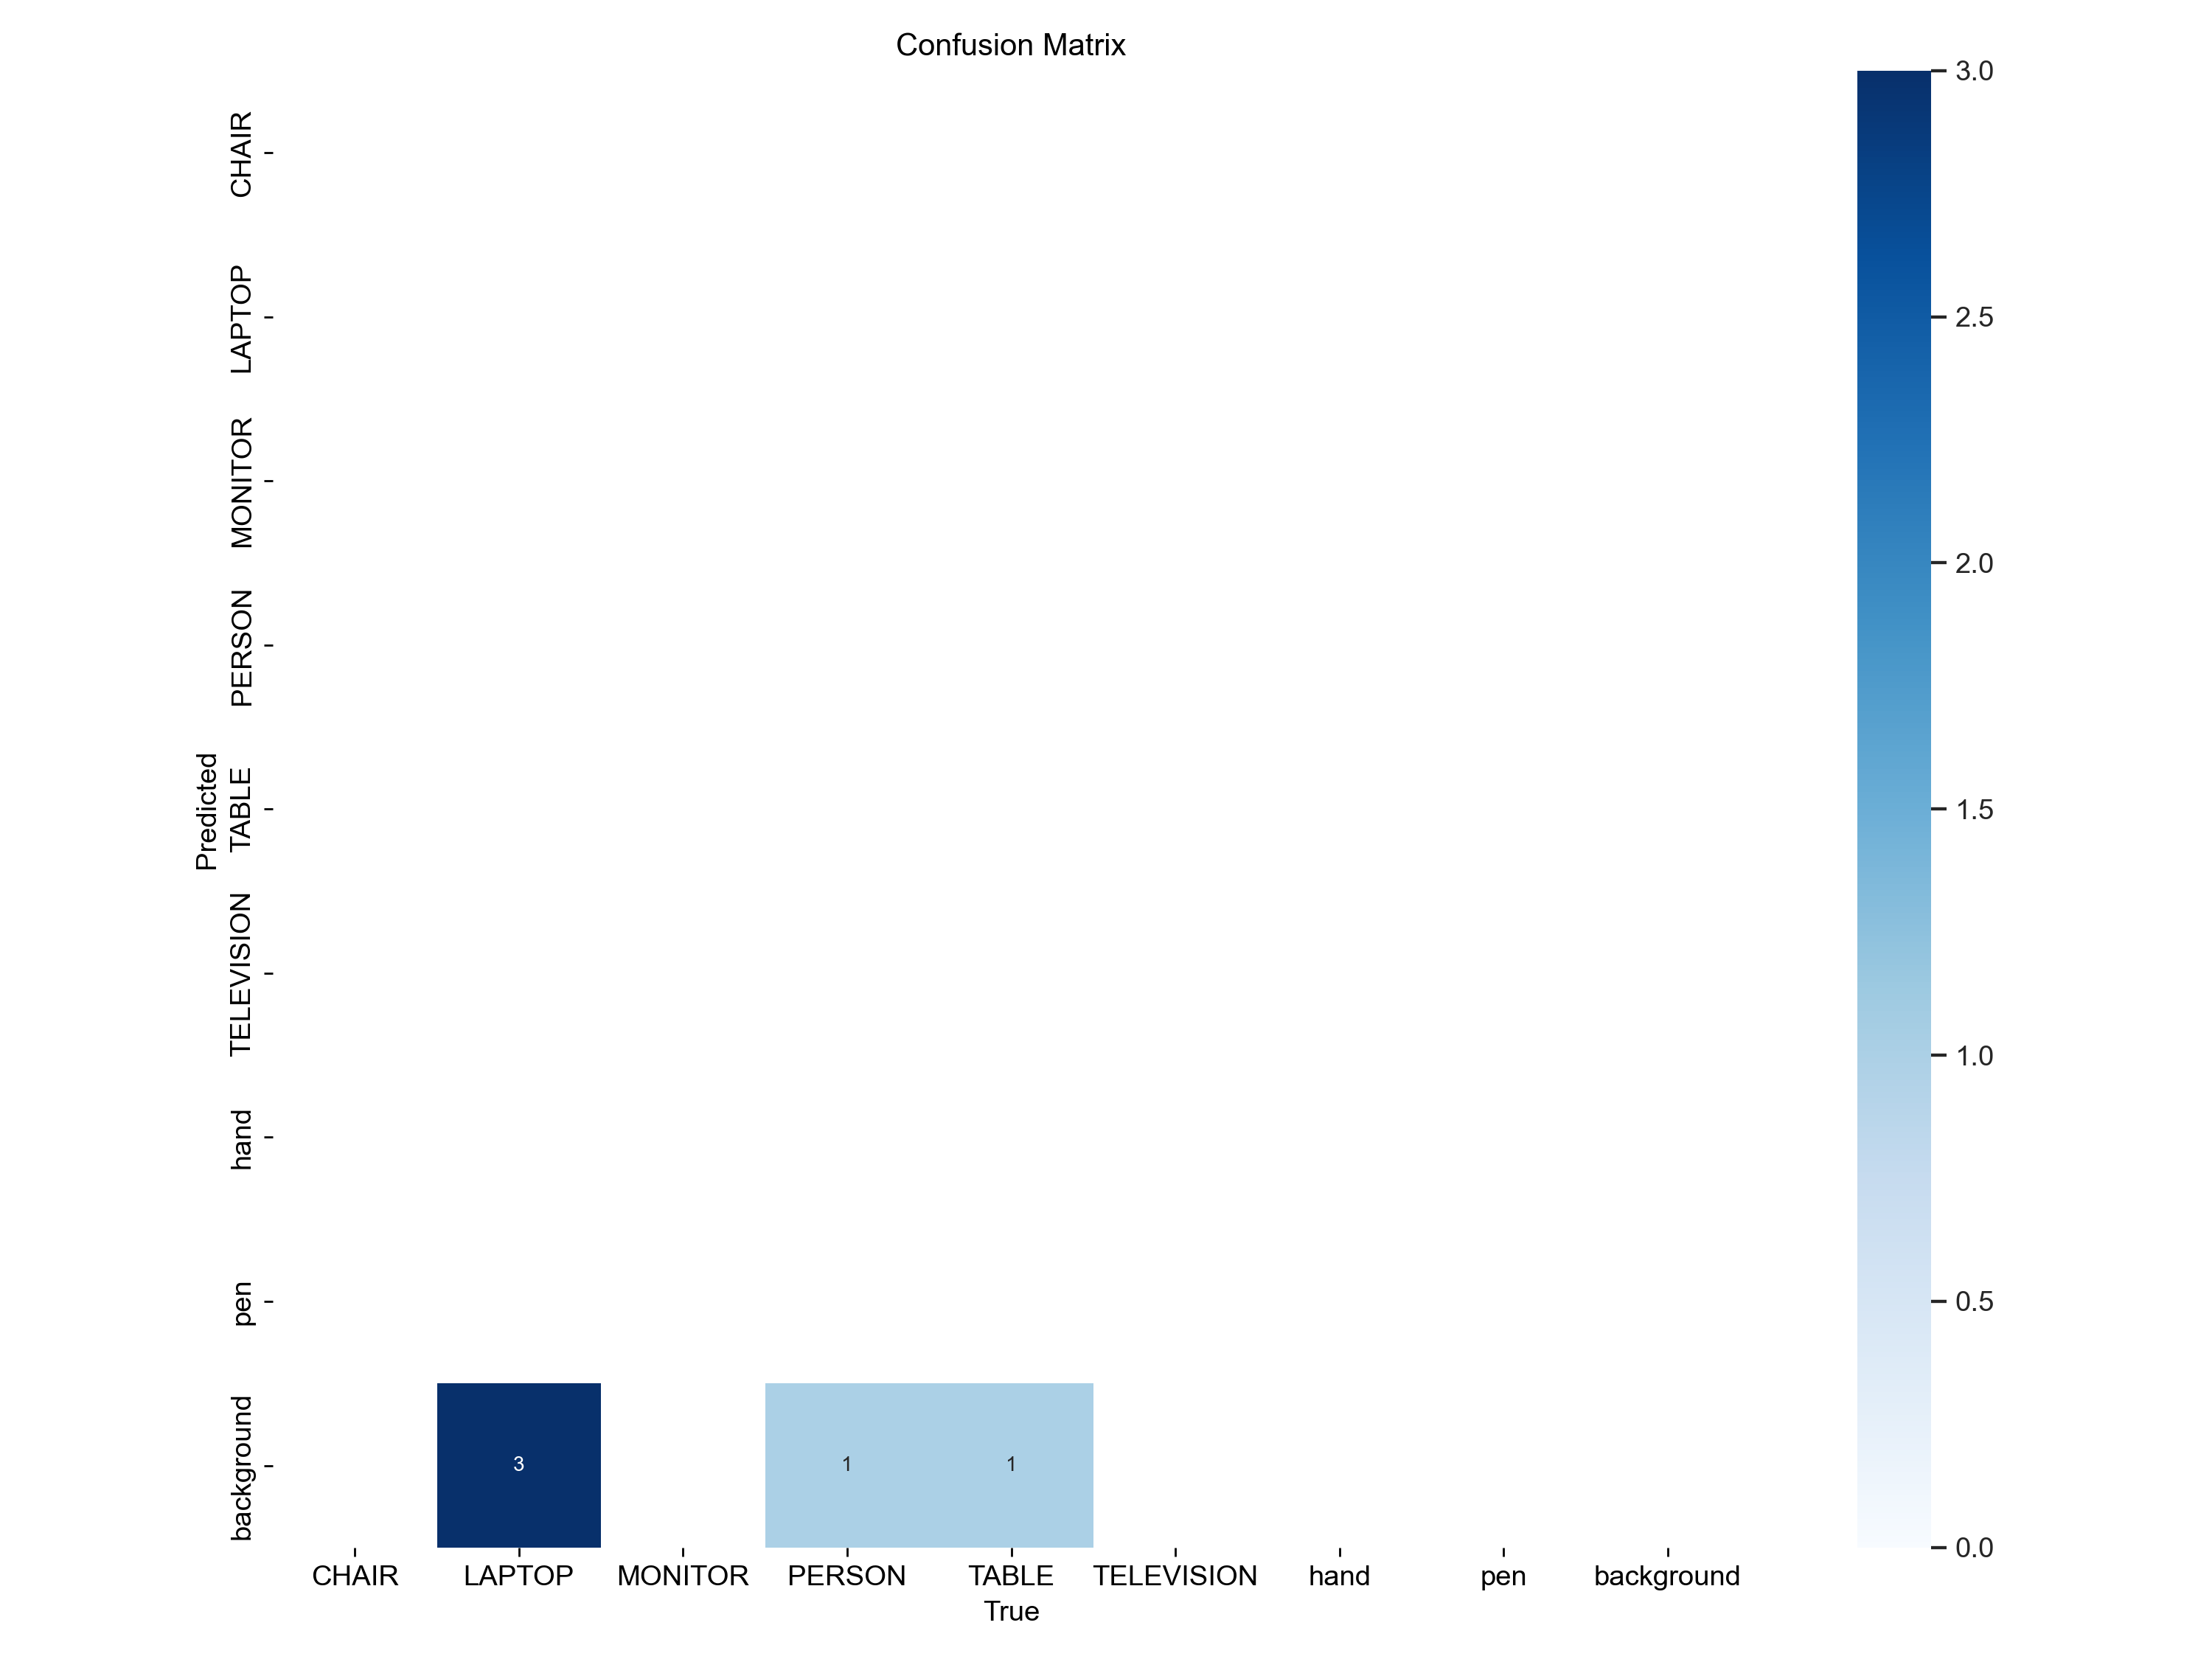 Confusion Matrix
Predicted
CHAIR
LAPTOP
MONITOR
PERSON
TABLE
TELEVISION
hand
pen
background
3 1 1
CHAIR LAPTOP MONITOR PERSON TABLE TELEVISION hand pen background
True
3.0
2.5
2.0
1.5
1.0
0.5
0.0